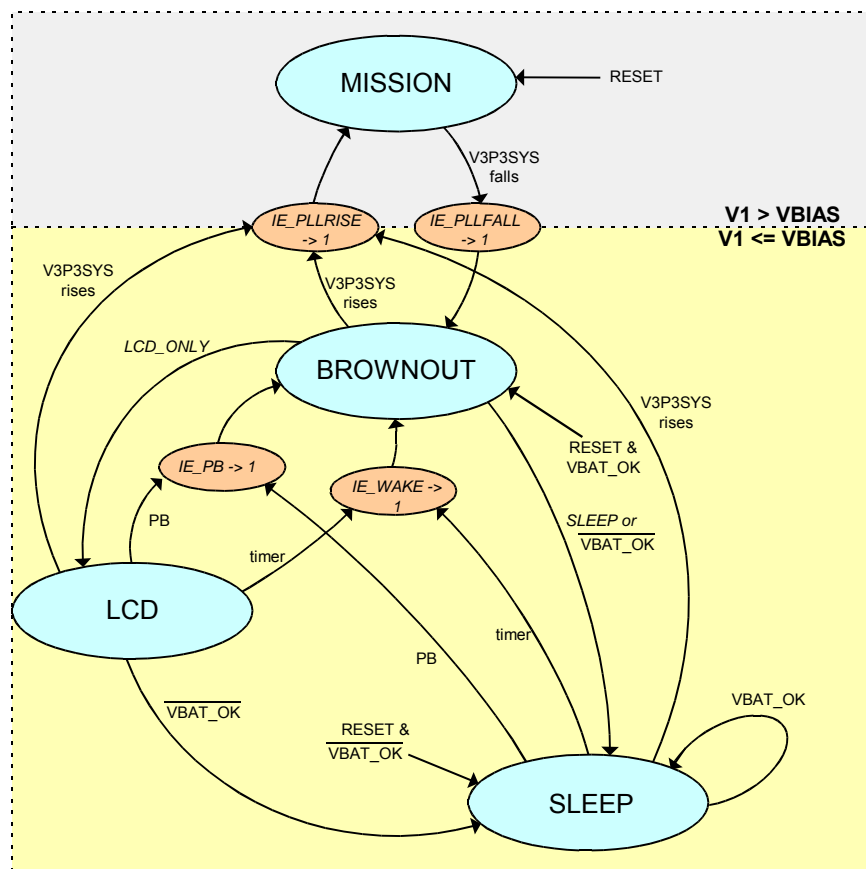 MISSION
RESET
V3P3SYS
falls
IE_PLLRISE
-> 1
IE_PLLFALL
-> 1
V1 > VBIAS
V1 <= VBIAS
V3P3SYS
rises
V3P3SYS
rises
LCD_ONLY
BROWNOUT
V3P3SYS
rises
RESET &
VBAT_OK
IE_PB -> 1
IE_WAKE ->
1
PB
SLEEP or
VBAT_OK
timer
LCD
timer
PB
VBAT_OK
VBAT_OK
RESET &
VBAT_OK
SLEEP